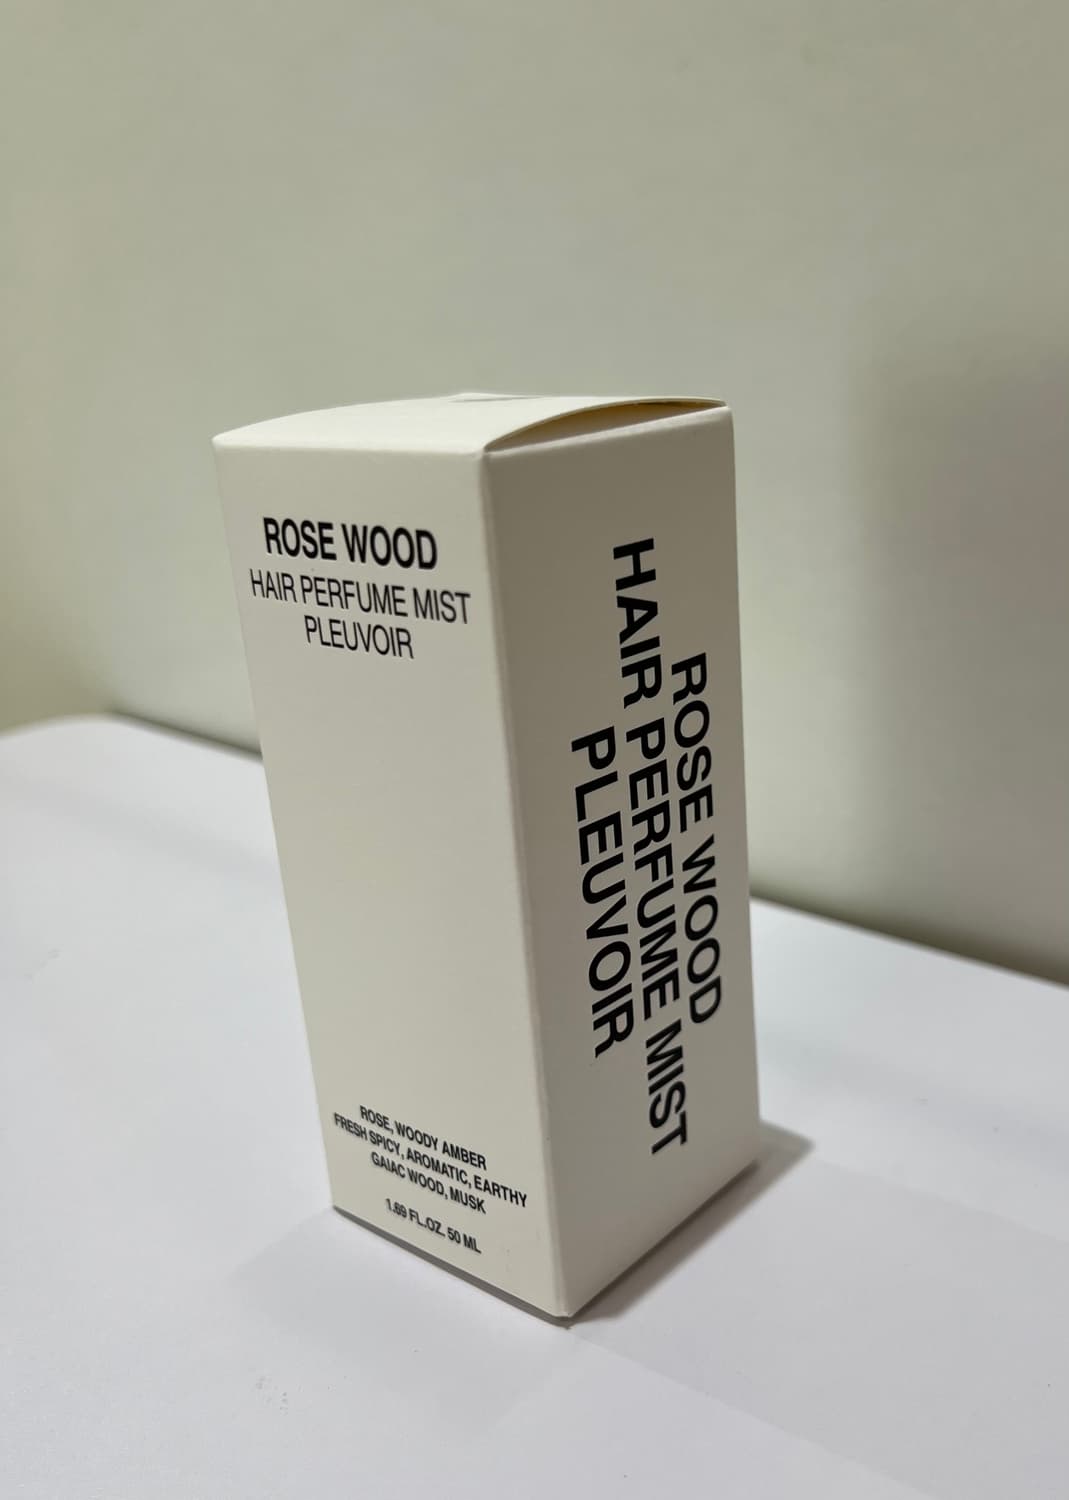 ROSE WOOD
HAIR PERFUME MIST
PLEUVOIR
ROSE, WOODY AMBER
FRESH SPICY, AROMATIC, EARTHY
GAIAC WOOD, MUSK
1.69 FL.OZ. 50 ML
ROSE WOOD
HAIR PERFUME MIST
PLEUVOIR